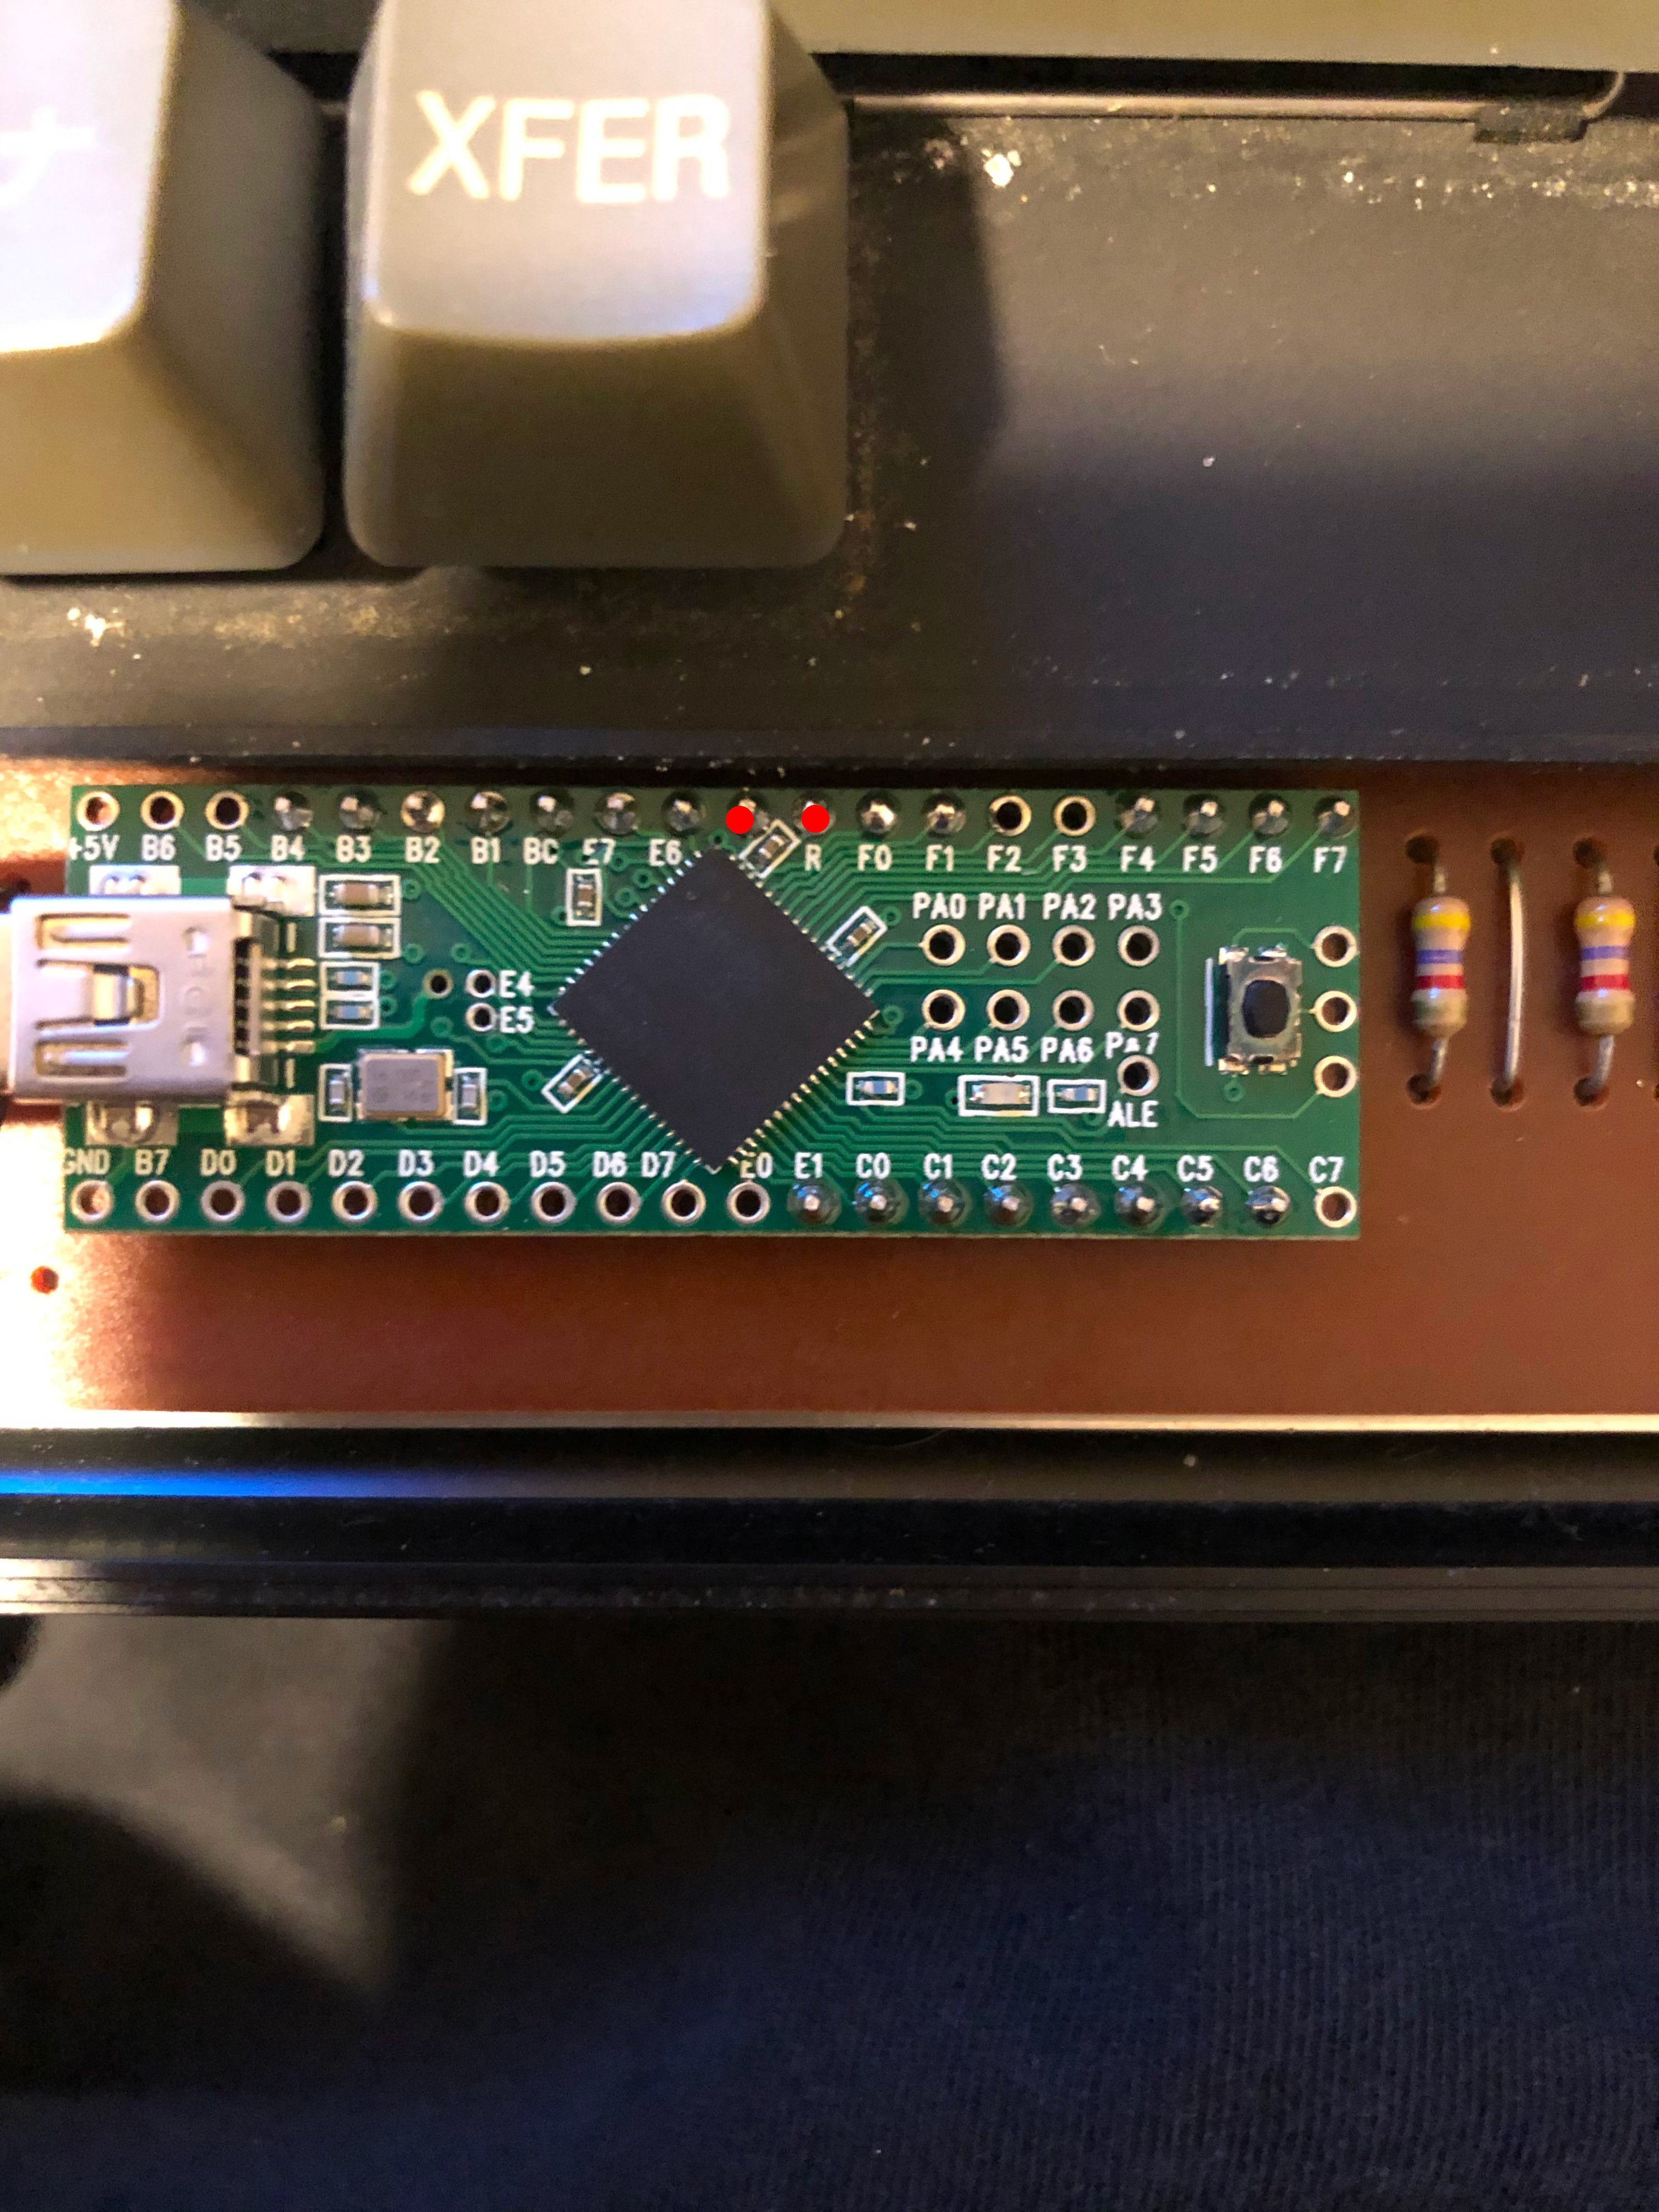 ナ
XFER
+5V B6 B5 B4 B3 B2 B1 BC E7 E6 R F0 F1 F2 F3 F4 F5 F6 F7
PA0 PA1 PA2 PA3
E4
E5
PA4 PA5 PA6 PA7
ALE
GND B7 D0 D1 D2 D3 D4 D5 D6 D7 E0 E1 C0 C1 C2 C3 C4 C5 C6 C7